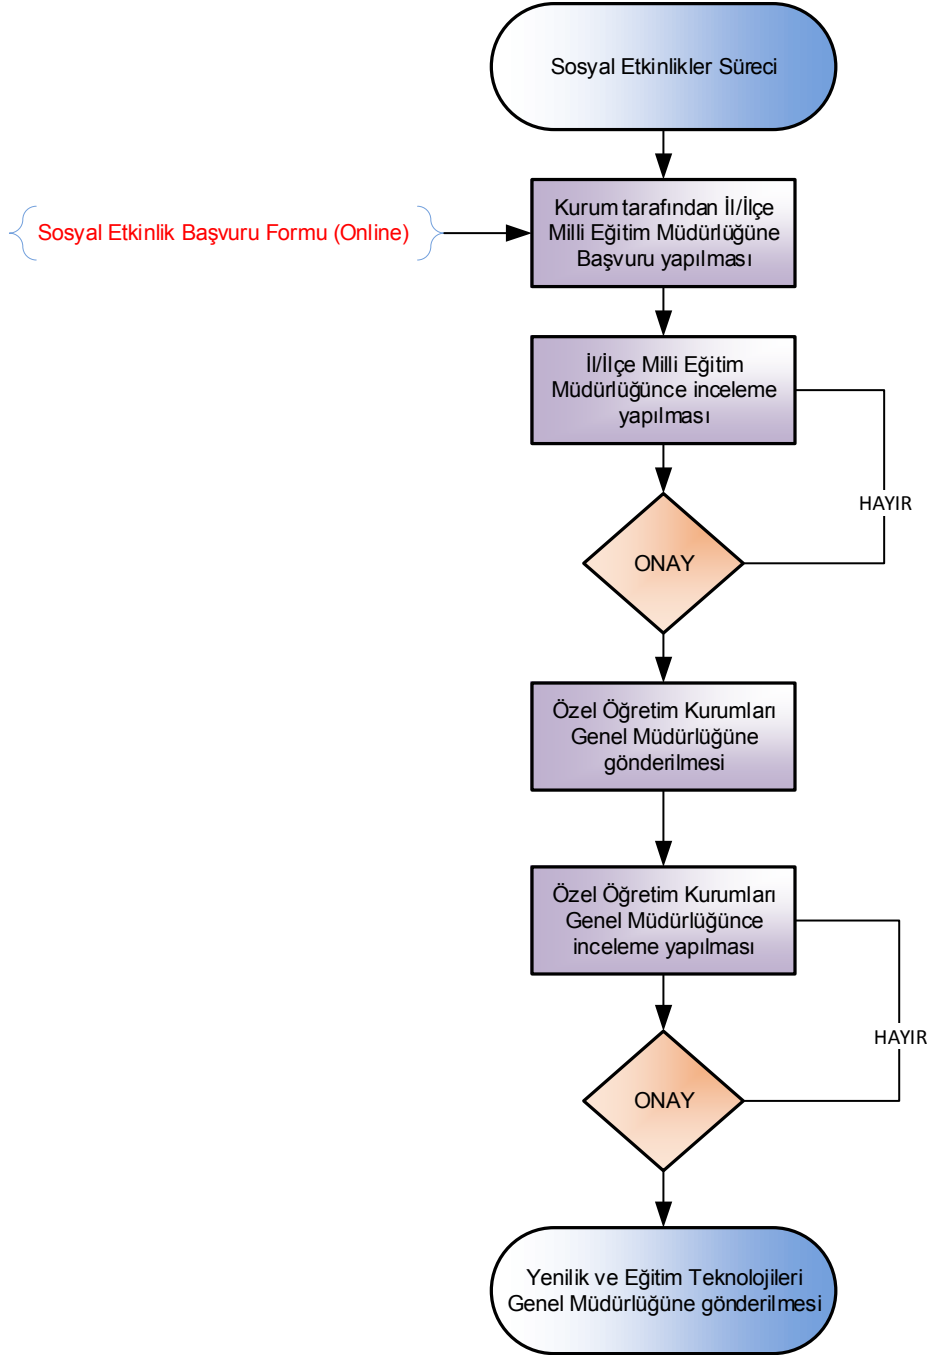 Sosyal Etkinlikler Süreci
Kurum tarafından İl/İlçe
Milli Eğitim Müdürlüğüne
Başvuru yapılması
Sosyal Etkinlik Başvuru Formu (Online)
İl/İlçe Milli Eğitim
Müdürlüğünce inceleme
yapılması
HAYIR
ONAY
Özel Öğretim Kurumları
Genel Müdürlüğüne
gönderilmesi
Özel Öğretim Kurumları
Genel Müdürlüğünce
inceleme yapılması
HAYIR
ONAY
Yenilik ve Eğitim Teknolojileri
Genel Müdürlüğüne gönderilmesi